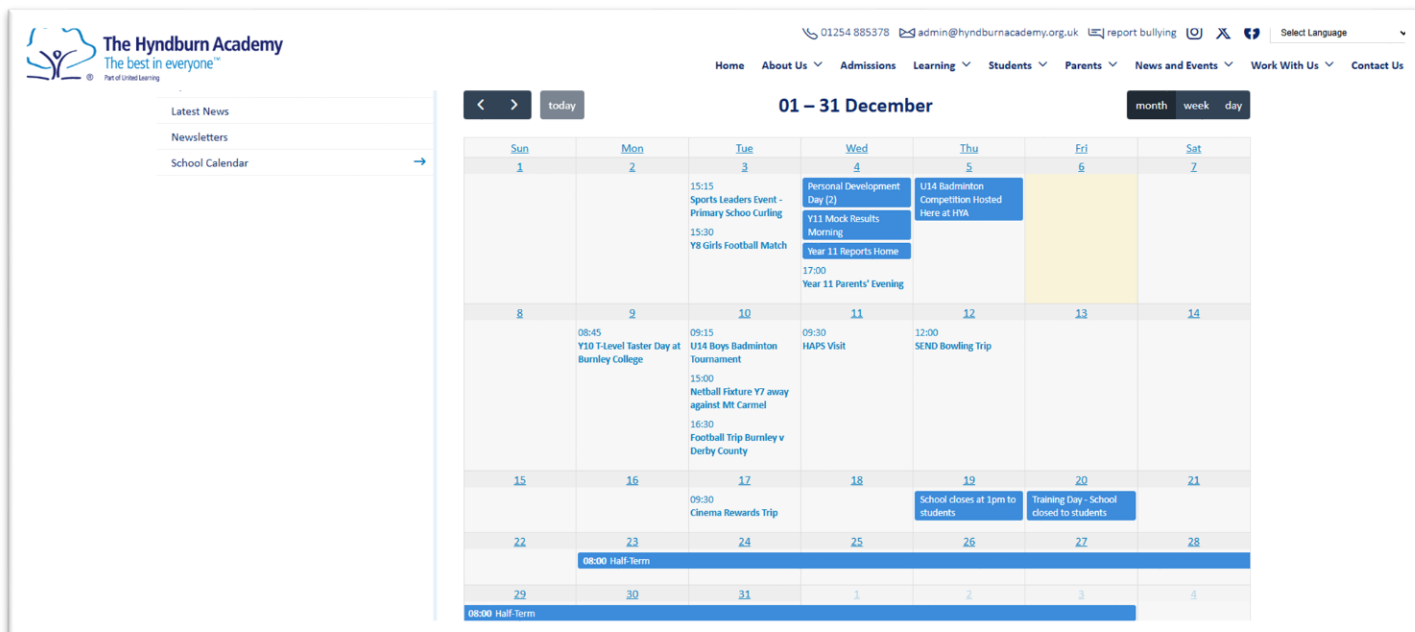 01254 885378 admin@hyndburnacademy.org.uk report bullying Select Language
The Hyndburn Academy
The best in everyone™
Part of United Learning
Home About Us Admissions Learning Students Parents News and Events Work With Us Contact Us
Latest News
Newsletters
School Calendar
today
01 – 31 December
month week day
Sun Mon Tue Wed Thu Fri Sat
1 2 3 4 5 6 7
15:15
Sports Leaders Event -
Primary Schoo Curling
15:30
Y8 Girls Football Match
Personal Development
Day (2)
Y11 Mock Results
Morning
Year 11 Reports Home
17:00
Year 11 Parents' Evening
U14 Badminton
Competition Hosted
Here at HYA
8 9 10 11 12 13 14
08:45
Y10 T-Level Taster Day at
Burnley College
09:15
U14 Boys Badminton
Tournament
15:00
Netball Fixture Y7 away
against Mt Carmel
16:30
Football Trip Burnley v
Derby County
09:30
HAPS Visit
12:00
SEND Bowling Trip
15 16 17 18 19 20 21
09:30
Cinema Rewards Trip
School closes at 1pm to
students
Training Day - School
closed to students
22 23 24 25 26 27 28
08:00 Half-Term
29 30 31 1 2 3 4
08:00 Half-Term